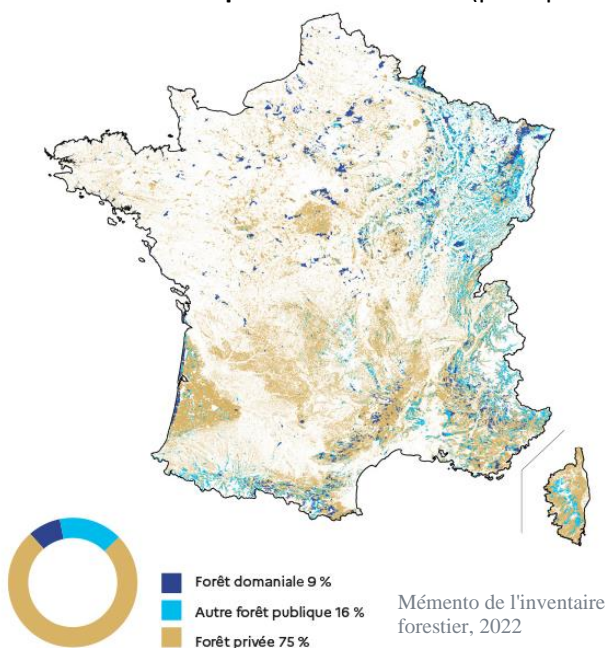 Forêt domaniale 9 %
Autre forêt publique 16 %
Forêt privée 75 %
Mémento de l'inventaire
forestier, 2022